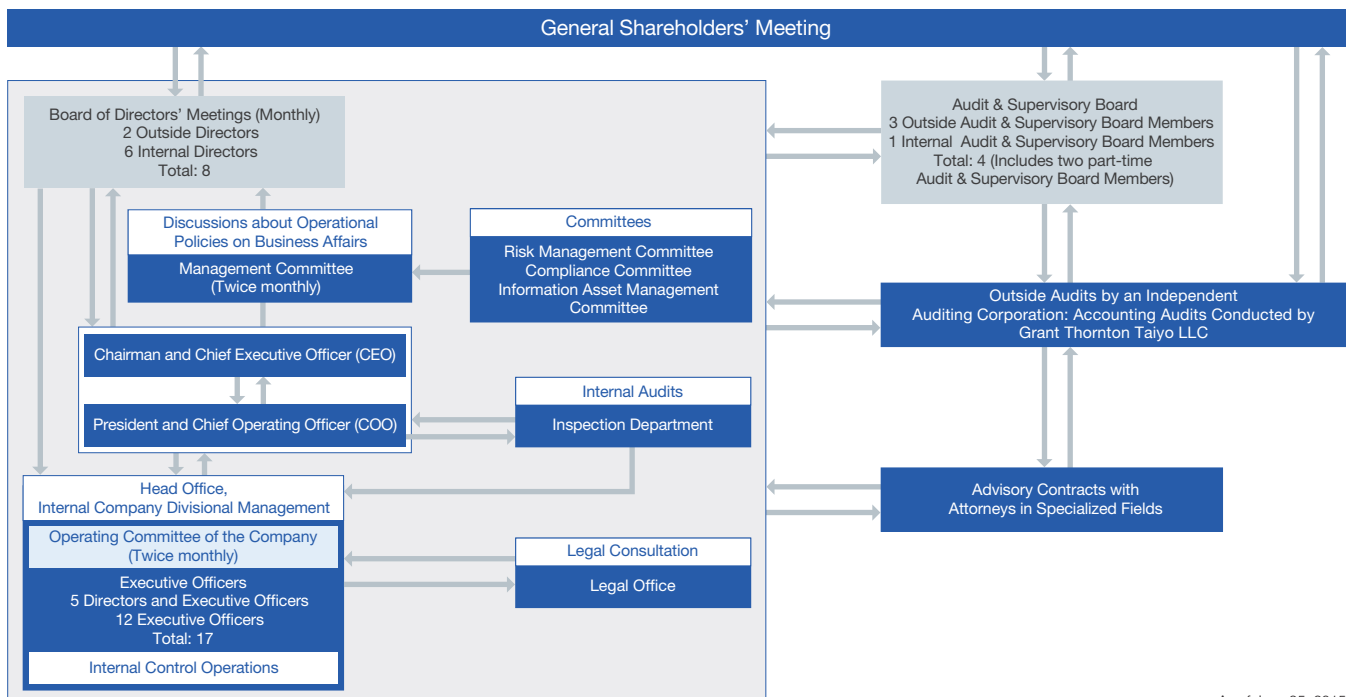 General Shareholders’ Meeting
Board of Directors’ Meetings (Monthly)
2 Outside Directors
6 Internal Directors
Total: 8
Audit & Supervisory Board
3 Outside Audit & Supervisory Board Members
1 Internal Audit & Supervisory Board Members
Total: 4 (Includes two part-time
Audit & Supervisory Board Members)
Discussions about Operational
Policies on Business Affairs
Management Committee
(Twice monthly)
Committees
Risk Management Committee
Compliance Committee
Information Asset Management
Committee
Outside Audits by an Independent
Auditing Corporation: Accounting Audits Conducted by
Grant Thornton Taiyo LLC
Chairman and Chief Executive Officer (CEO)
President and Chief Operating Officer (COO)
Internal Audits
Inspection Department
Head Office,
Internal Company Divisional Management
Operating Committee of the Company
(Twice monthly)
Executive Officers
5 Directors and Executive Officers
12 Executive Officers
Total: 17
Internal Control Operations
Legal Consultation
Legal Office
Advisory Contracts with
Attorneys in Specialized Fields